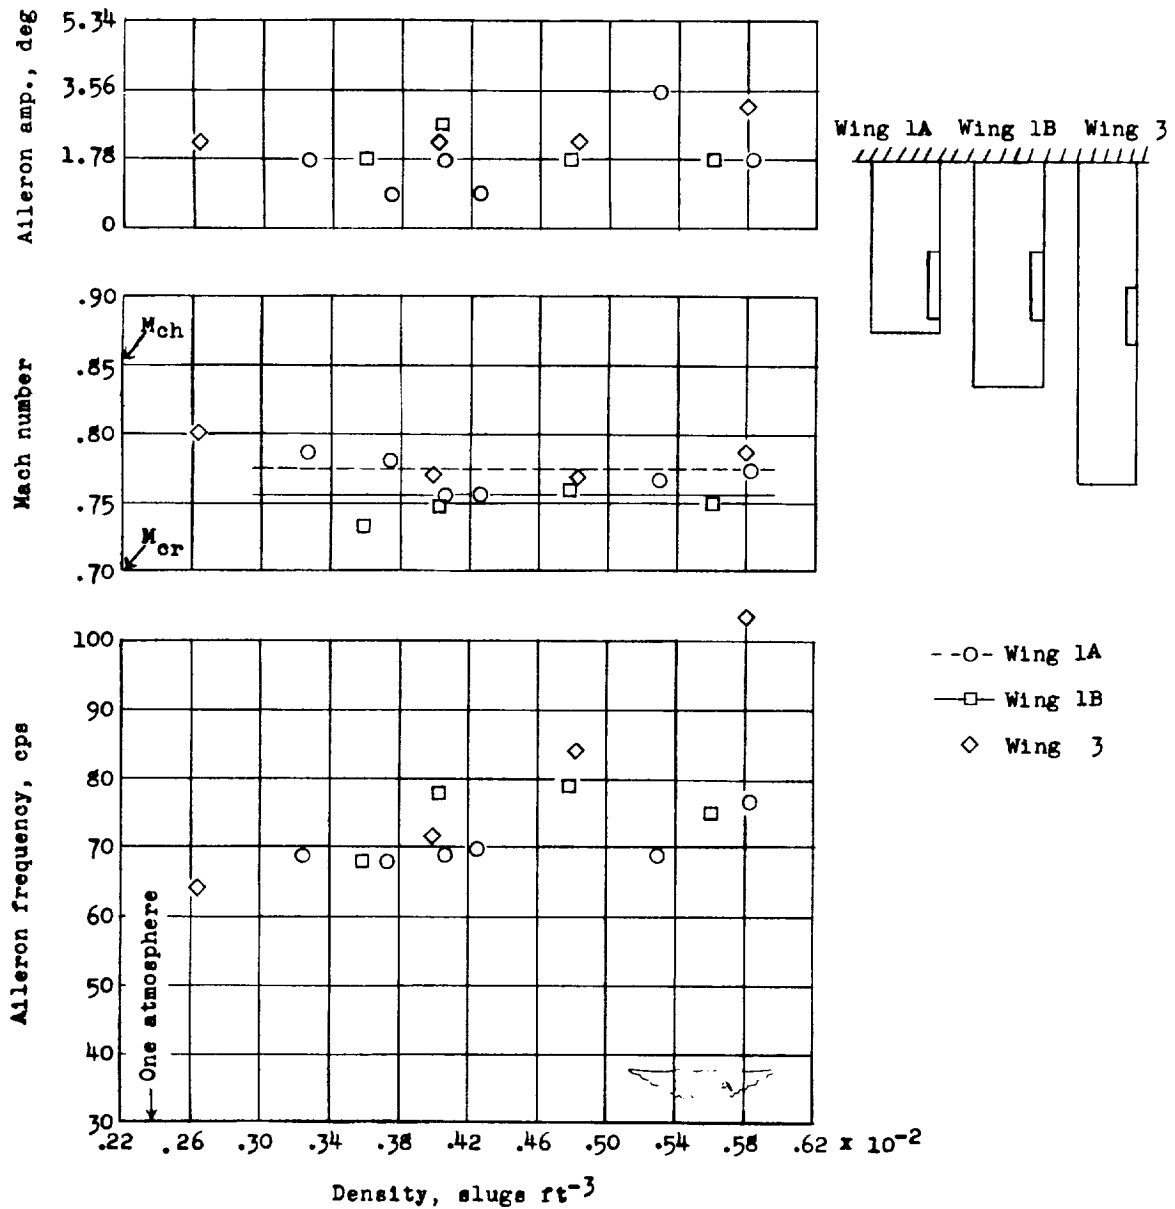 Aileron amp., deg
5.34
3.56
1.78
0
Wing 1A Wing 1B Wing 3
Mach number
.90
.85
.80
.75
.70
Mch
Mcr
Aileron frequency, cps
100
90
80
70
60
50
40
30
One atmosphere
--O- Wing 1A
—□— Wing 1B
◇ Wing 3
.22 .26 .30 .34 .38 .42 .46 .50 .54 .58 .62 x 10-2
Density, slugs ft-3